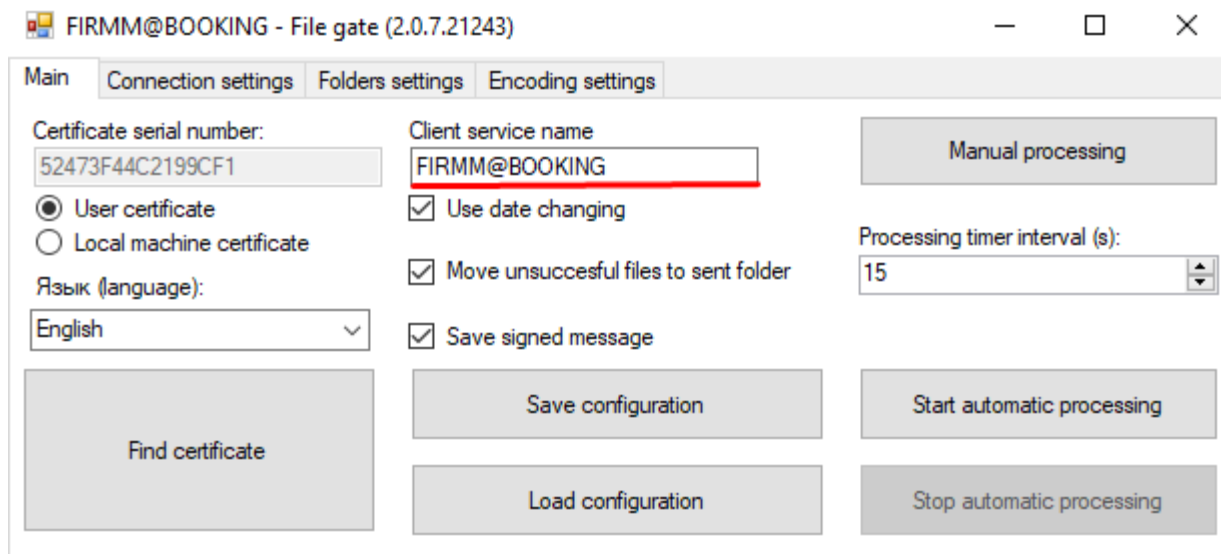 FIRMM@BOOKING - File gate (2.0.7.21243)
Main Connection settings Folders settings Encoding settings
Certificate serial number:
52473F44C2199CF1
User certificate
Local machine certificate
Язык (language):
English
Find certificate
Client service name
FIRMM@BOOKING
Use date changing
Move unsuccesful files to sent folder
Save signed message
Save configuration
Load configuration
Manual processing
Processing timer interval (s):
15
Start automatic processing
Stop automatic processing